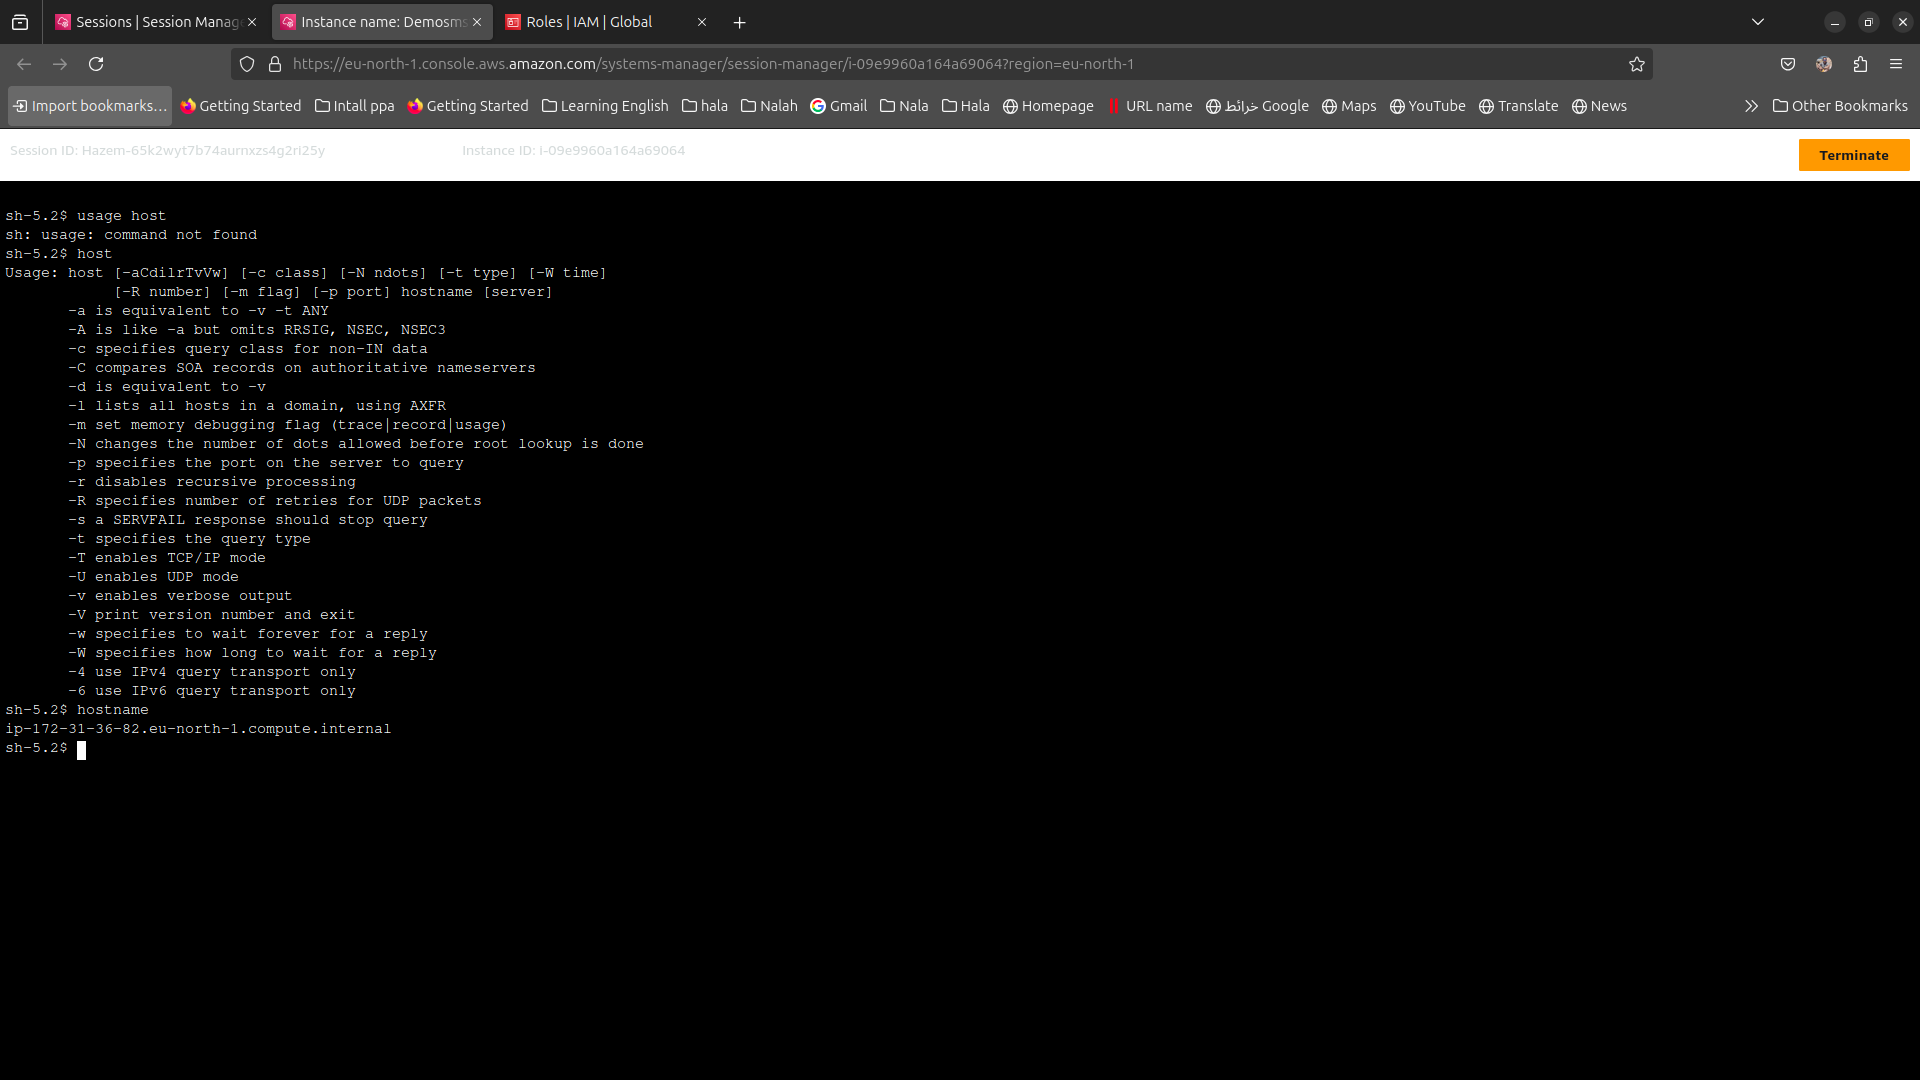 Sessions | Session Manag
Instance name: Demosms
Roles | IAM | Global
https://eu-north-1.console.aws.amazon.com/systems-manager/session-manager/i-09e9960a164a69064?region=eu-north-1
Import bookmarks... Getting Started Intall ppa Getting Started Learning English hala Nalah Gmail Nala Hala Homepage URL name خرائط Google Maps YouTube Translate News Other Bookmarks
Session ID: Hazem-65k2wyt7b74aurnxzs4g2ri25y Instance ID: i-09e9960a164a69064 Terminate
sh-5.2$ usage host
sh: usage: command not found
sh-5.2$ host
Usage: host [-aCdilrTvVw] [-c class] [-N ndots] [-t type] [-W time]
[-R number] [-m flag] [-p port] hostname [server]
-a is equivalent to -v -t ANY
-A is like -a but omits RRSIG, NSEC, NSEC3
-c specifies query class for non-IN data
-C compares SOA records on authoritative nameservers
-d is equivalent to -v
-l lists all hosts in a domain, using AXFR
-m set memory debugging flag (trace|record|usage)
-N changes the number of dots allowed before root lookup is done
-p specifies the port on the server to query
-r disables recursive processing
-R specifies number of retries for UDP packets
-s a SERVFAIL response should stop query
-t specifies the query type
-T enables TCP/IP mode
-U enables UDP mode
-v enables verbose output
-V print version number and exit
-w specifies to wait forever for a reply
-W specifies how long to wait for a reply
-4 use IPv4 query transport only
-6 use IPv6 query transport only
sh-5.2$ hostname
ip-172-31-36-82.eu-north-1.compute.internal
sh-5.2$